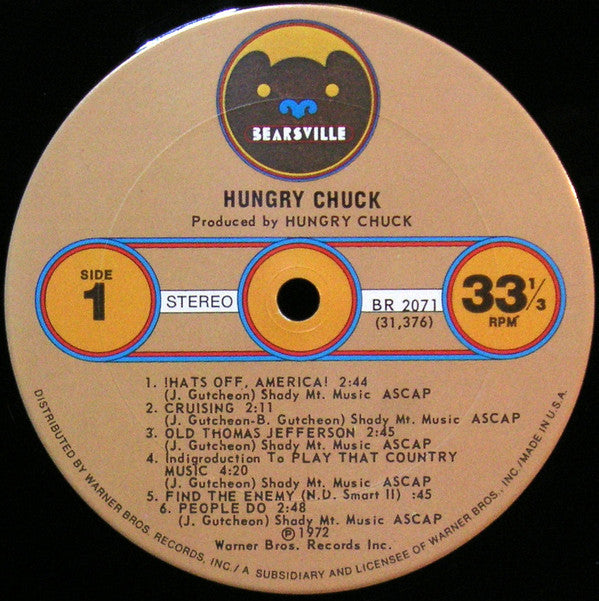 BEARSVILLE
HUNGRY CHUCK
Produced by HUNGRY CHUCK
SIDE
1
STEREO
BR 2071
(31,376)
33 1/3
RPM
1. !HATS OFF, AMERICA! 2:44
(J. Gutcheon) Shady Mt. Music ASCAP
2. CRUISING 2:11
(J. Gutcheon-B. Gutcheon) Shady Mt. Music ASCAP
3. OLD THOMAS JEFFERSON 2:45
(J. Gutcheon) Shady Mt. Music ASCAP
4. Indigroduction To PLAY THAT COUNTRY
MUSIC 4:20
(J. Gutcheon) Shady Mt. Music ASCAP
5. FIND THE ENEMY (N.D. Smart II) :45
6. PEOPLE DO 2:48
(J. Gutcheon) Shady Mt. Music ASCAP
℗1972
Warner Bros. Records Inc.
DISTRIBUTED BY WARNER BROS. RECORDS, INC./A SUBSIDIARY AND LICENSEE OF WARNER BROS., INC./MADE IN U.S.A.